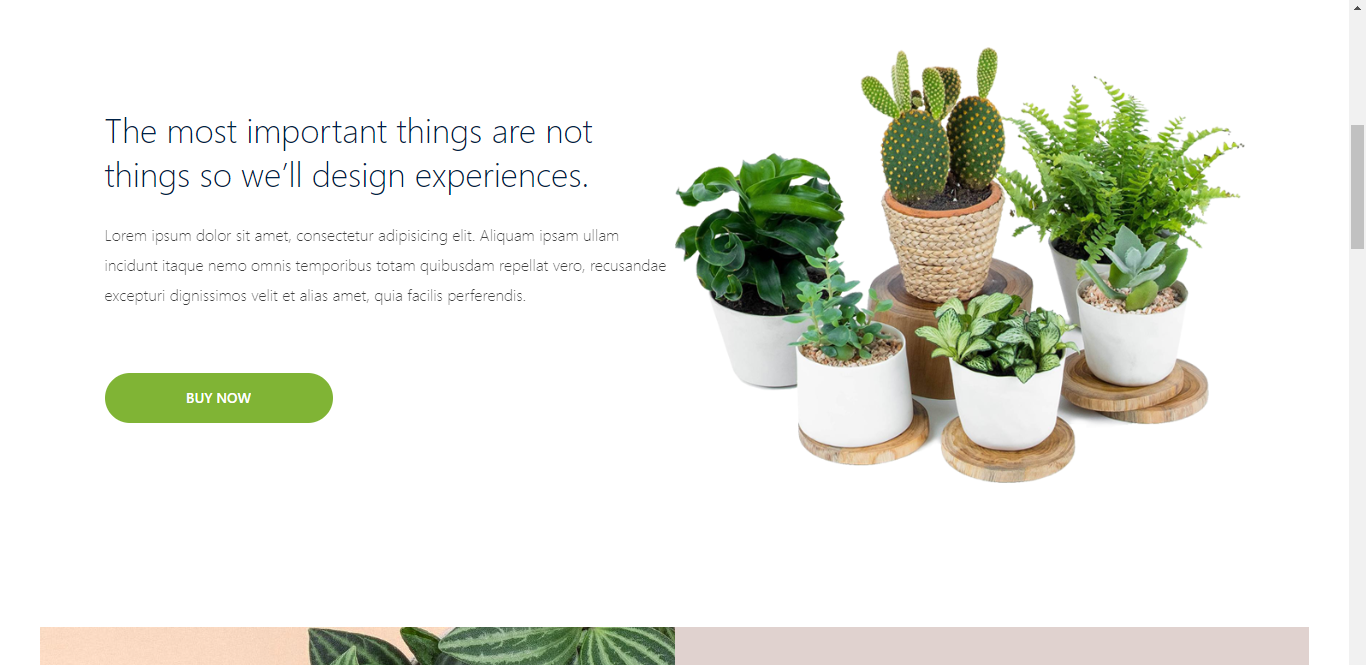 The most important things are not
things so we’ll design experiences.
Lorem ipsum dolor sit amet, consectetur adipisicing elit. Aliquam ipsam ullam
incidunt itaque nemo omnis temporibus totam quibusdam repellat vero, recusandae
excepturi dignissimos velit et alias amet, quia facilis perferendis.
BUY NOW